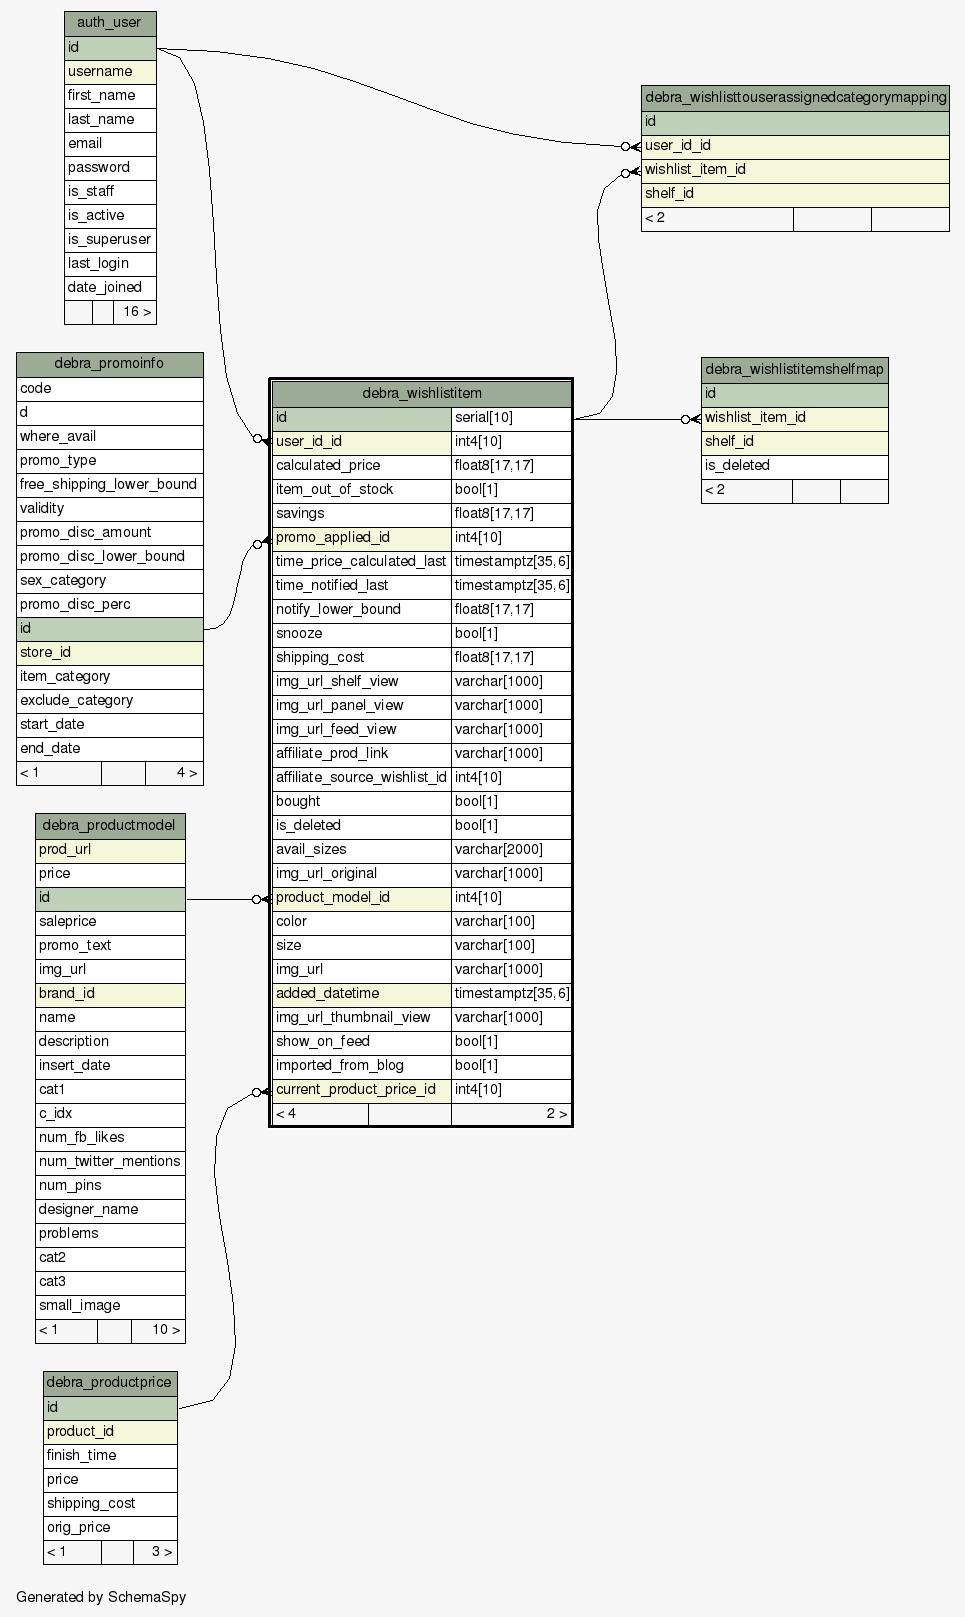 auth_user
id
username
first_name
last_name
email
password
is_staff
is_active
is_superuser
last_login
date_joined
16 >
debra_wishlisttouserassignedcategorymapping
id
user_id_id
wishlist_item_id
shelf_id
< 2
debra_promoinfo
code
d
where_avail
promo_type
free_shipping_lower_bound
validity
promo_disc_amount
promo_disc_lower_bound
sex_category
promo_disc_perc
id
store_id
item_category
exclude_category
start_date
end_date
< 1 4 >
debra_wishlistitem
id serial[10]
user_id_id int4[10]
calculated_price float8[17,17]
item_out_of_stock bool[1]
savings float8[17,17]
promo_applied_id int4[10]
time_price_calculated_last timestamptz[35,6]
time_notified_last timestamptz[35,6]
notify_lower_bound float8[17,17]
snooze bool[1]
shipping_cost float8[17,17]
img_url_shelf_view varchar[1000]
img_url_panel_view varchar[1000]
img_url_feed_view varchar[1000]
affiliate_prod_link varchar[1000]
affiliate_source_wishlist_id int4[10]
bought bool[1]
is_deleted bool[1]
avail_sizes varchar[2000]
img_url_original varchar[1000]
product_model_id int4[10]
color varchar[100]
size varchar[100]
img_url varchar[1000]
added_datetime timestamptz[35,6]
img_url_thumbnail_view varchar[1000]
show_on_feed bool[1]
imported_from_blog bool[1]
current_product_price_id int4[10]
< 4 2 >
debra_wishlistitemshelfmap
id
wishlist_item_id
shelf_id
is_deleted
< 2
debra_productmodel
prod_url
price
id
saleprice
promo_text
img_url
brand_id
name
description
insert_date
cat1
c_idx
num_fb_likes
num_twitter_mentions
num_pins
designer_name
problems
cat2
cat3
small_image
< 1 10 >
debra_productprice
id
product_id
finish_time
price
shipping_cost
orig_price
< 1 3 >
Generated by SchemaSpy